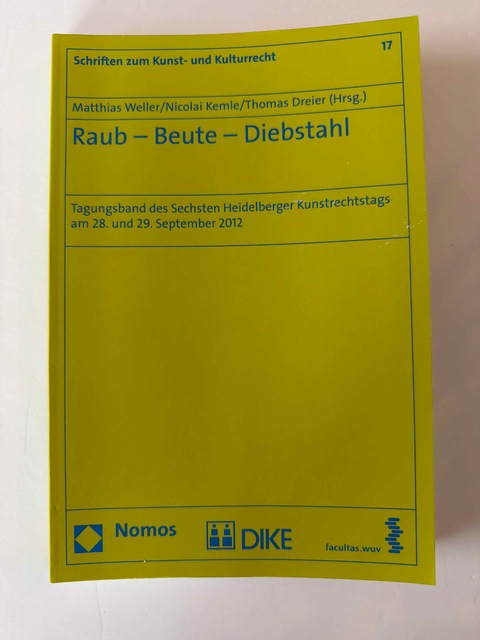 Schriften zum Kunst- und Kulturrecht
17
Matthias Weller/Nicolai Kemle/Thomas Dreier (Hrsg.)
Raub – Beute – Diebstahl
Tagungsband des Sechsten Heidelberger Kunstrechtstags
am 28. und 29. September 2012
Nomos
DIKE
facultas.wuv